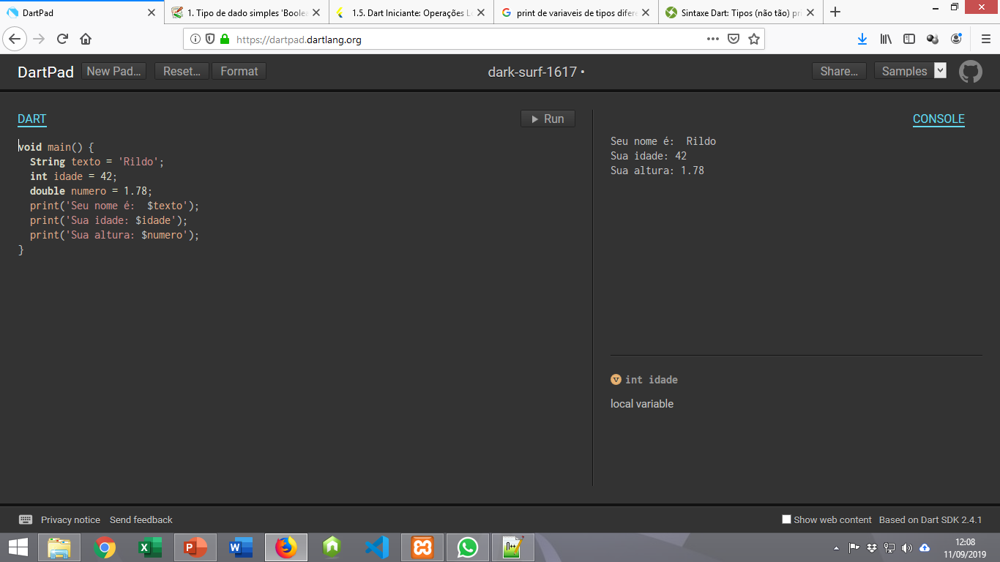 DartPad
1. Tipo de dado simples 'Boolea
1.5. Dart Iniciante: Operações Ló
print de variaveis de tipos difere
Sintaxe Dart: Tipos (não tão) pri
https://dartpad.dartlang.org
DartPad
New Pad...
Reset...
Format
dark-surf-1617 •
Share...
Samples
DART
Run
void main() {
  String texto = 'Rildo';
  int idade = 42;
  double numero = 1.78;
  print('Seu nome é:  $texto');
  print('Sua idade: $idade');
  print('Sua altura: $numero');
}
CONSOLE
Seu nome é:  Rildo
Sua idade: 42
Sua altura: 1.78
V int idade
local variable
Privacy notice
Send feedback
Show web content
Based on Dart SDK 2.4.1
12:08
11/09/2019